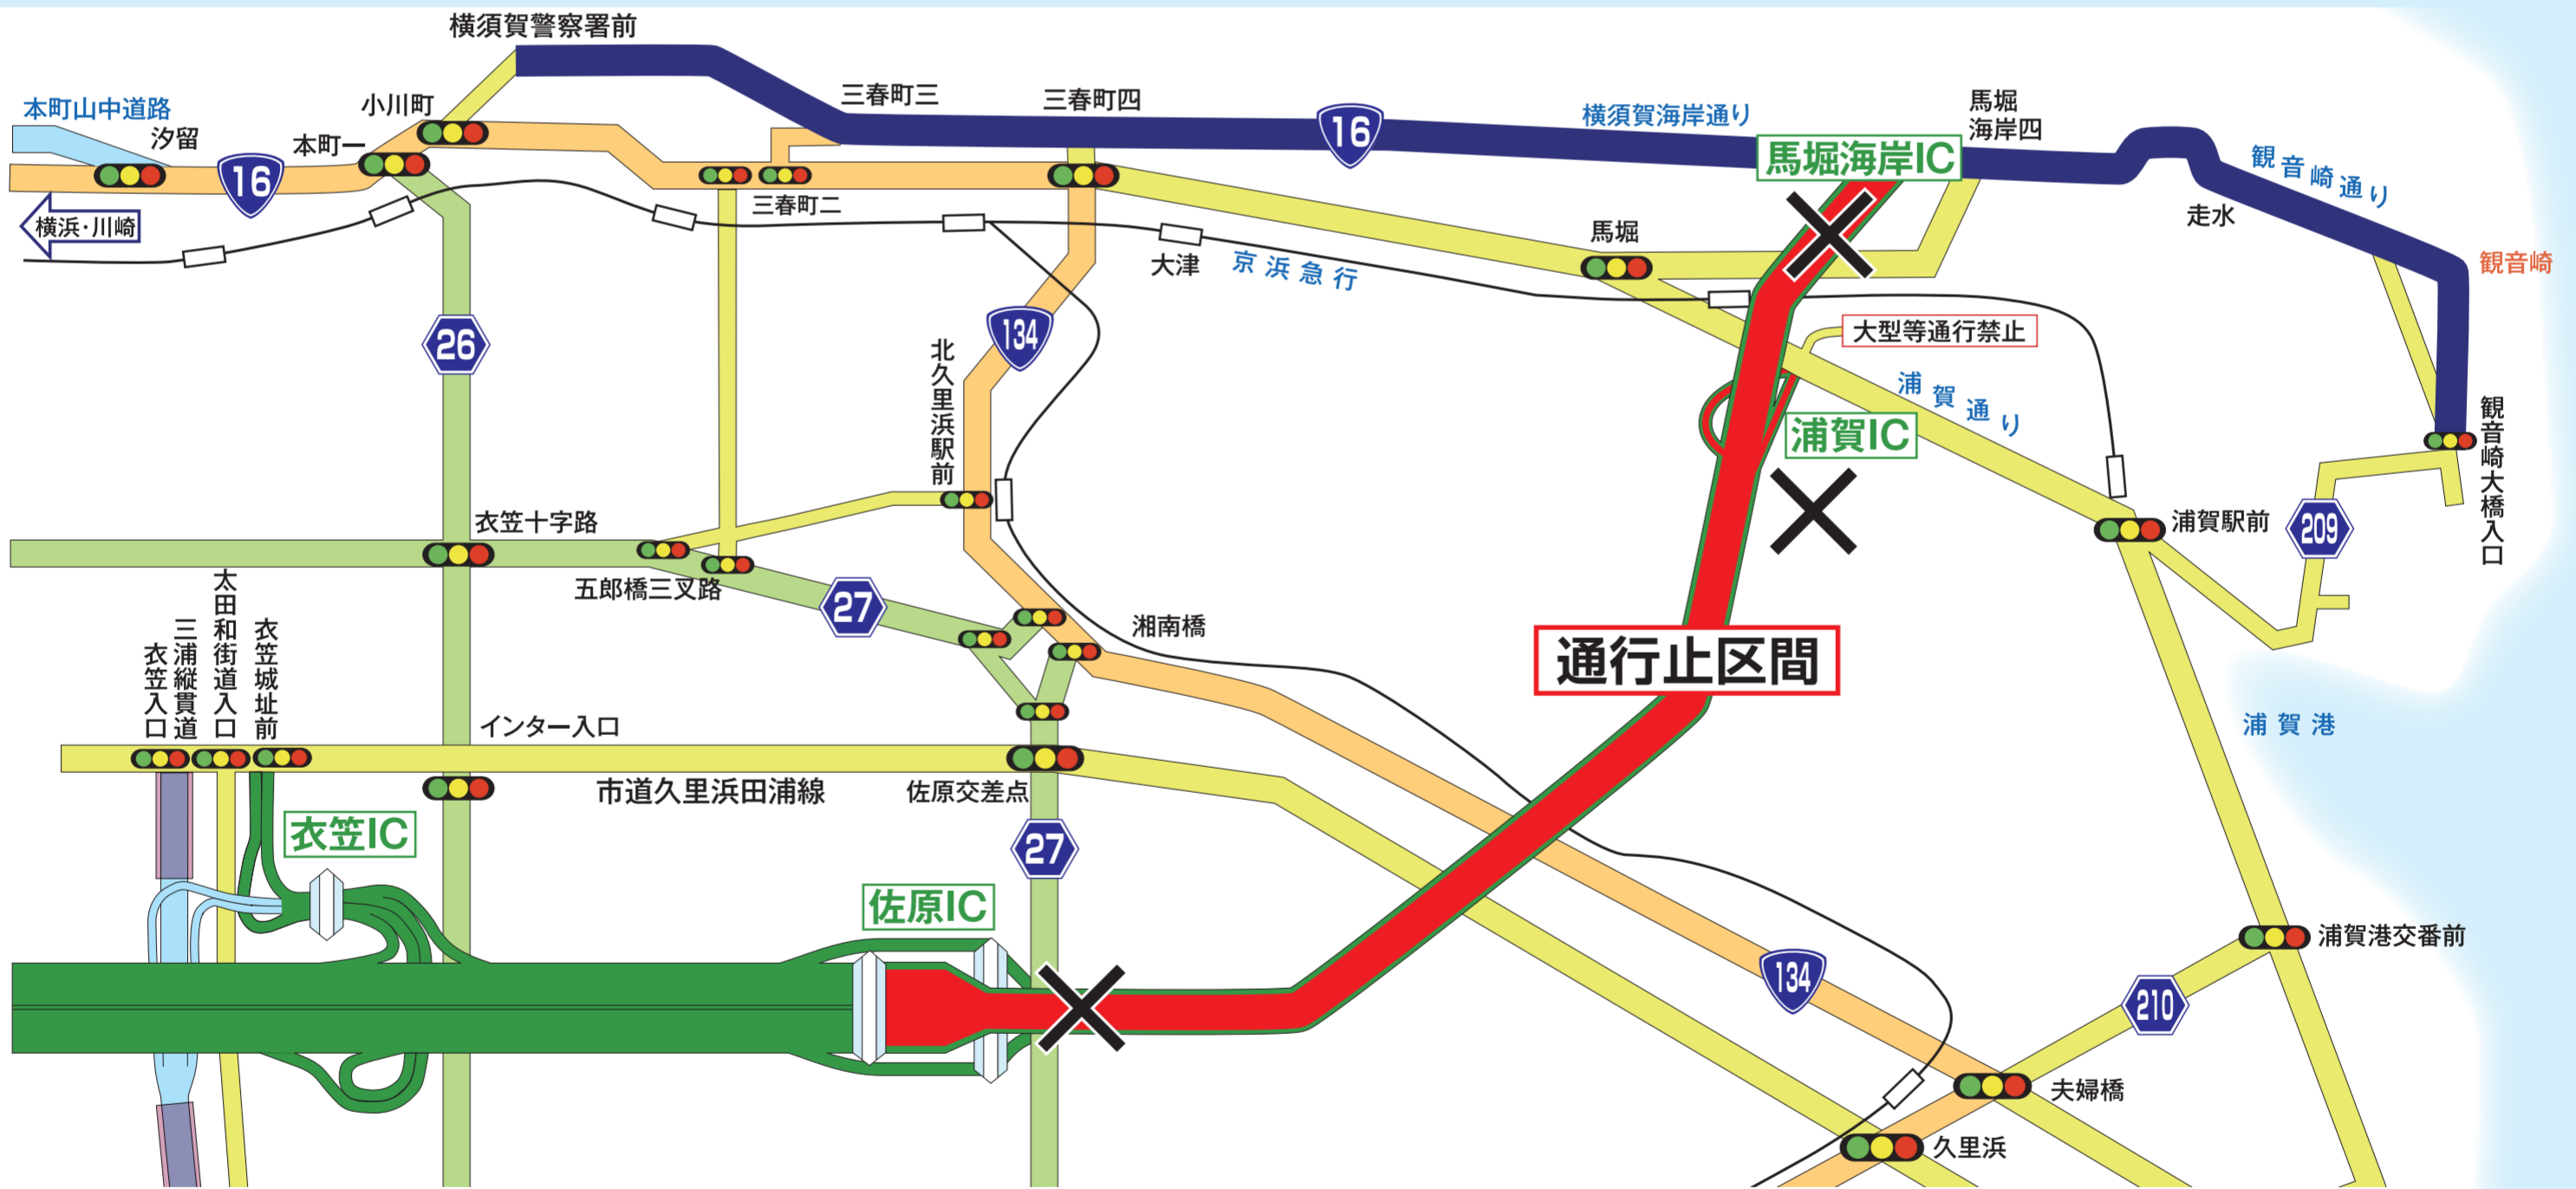 横須賀警察署前
本町山中道路
汐留
小川町
本町一
三春町三
三春町四
16
横須賀海岸通り
馬堀
海岸四
馬堀海岸IC
観音崎通り
16
横浜・川崎
三春町二
大津
京浜急行
馬堀
走水
観音崎
26
134
北久里浜駅前
大型等通行禁止
浦賀通り
浦賀IC
観音崎大橋入口
衣笠十字路
浦賀駅前
209
五郎橋三叉路
27
湘南橋
通行止区間
三浦縦貫道
衣笠入口
太田和街道入口
衣笠城址前
インター入口
浦賀港
市道久里浜田浦線
佐原交差点
衣笠IC
27
佐原IC
134
浦賀港交番前
210
夫婦橋
久里浜